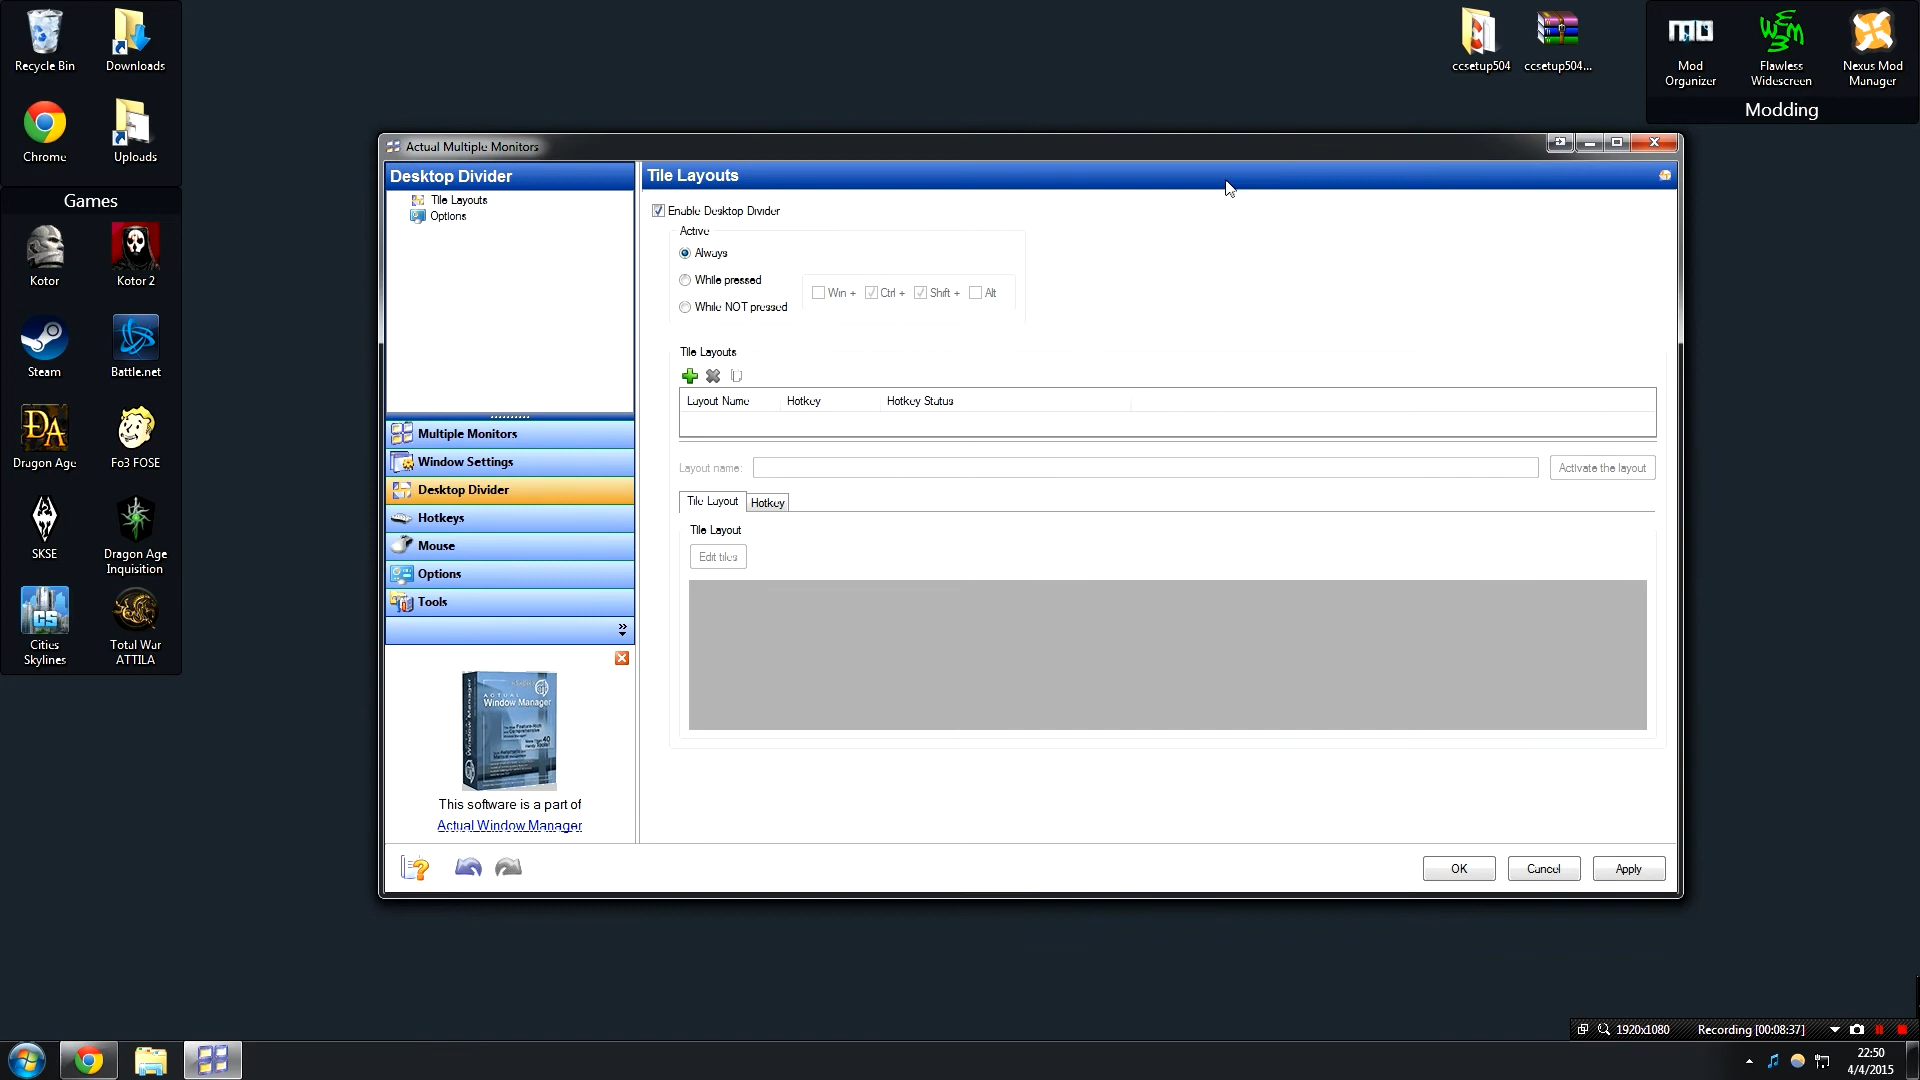 Recycle Bin
Downloads
Chrome
Uploads
Games
Kotor
Kotor 2
Steam
Battle.net
Dragon Age
Fo3 FOSE
SKSE
Dragon Age
Inquisition
Cities
Skylines
Total War
ATTILA
ccsetup504
ccsetup504...
Mod
Organizer
Flawless
Widescreen
Nexus Mod
Manager
Modding
Actual Multiple Monitors
Desktop Divider
Tile Layouts
Options
Multiple Monitors
Window Settings
Desktop Divider
Hotkeys
Mouse
Options
Tools
ACTUAL
Window Manager
This software is a part of
Actual Window Manager
Tile Layouts
Enable Desktop Divider
Active
Always
While pressed
While NOT pressed
Win + Ctrl + Shift + Alt
Tile Layouts
Layout Name Hotkey Hotkey Status
Layout name:
Activate the layout
Tile Layout Hotkey
Tile Layout
Edit tiles
OK Cancel Apply
1920x1080 Recording [00:08:37]
22:50
4/4/2015